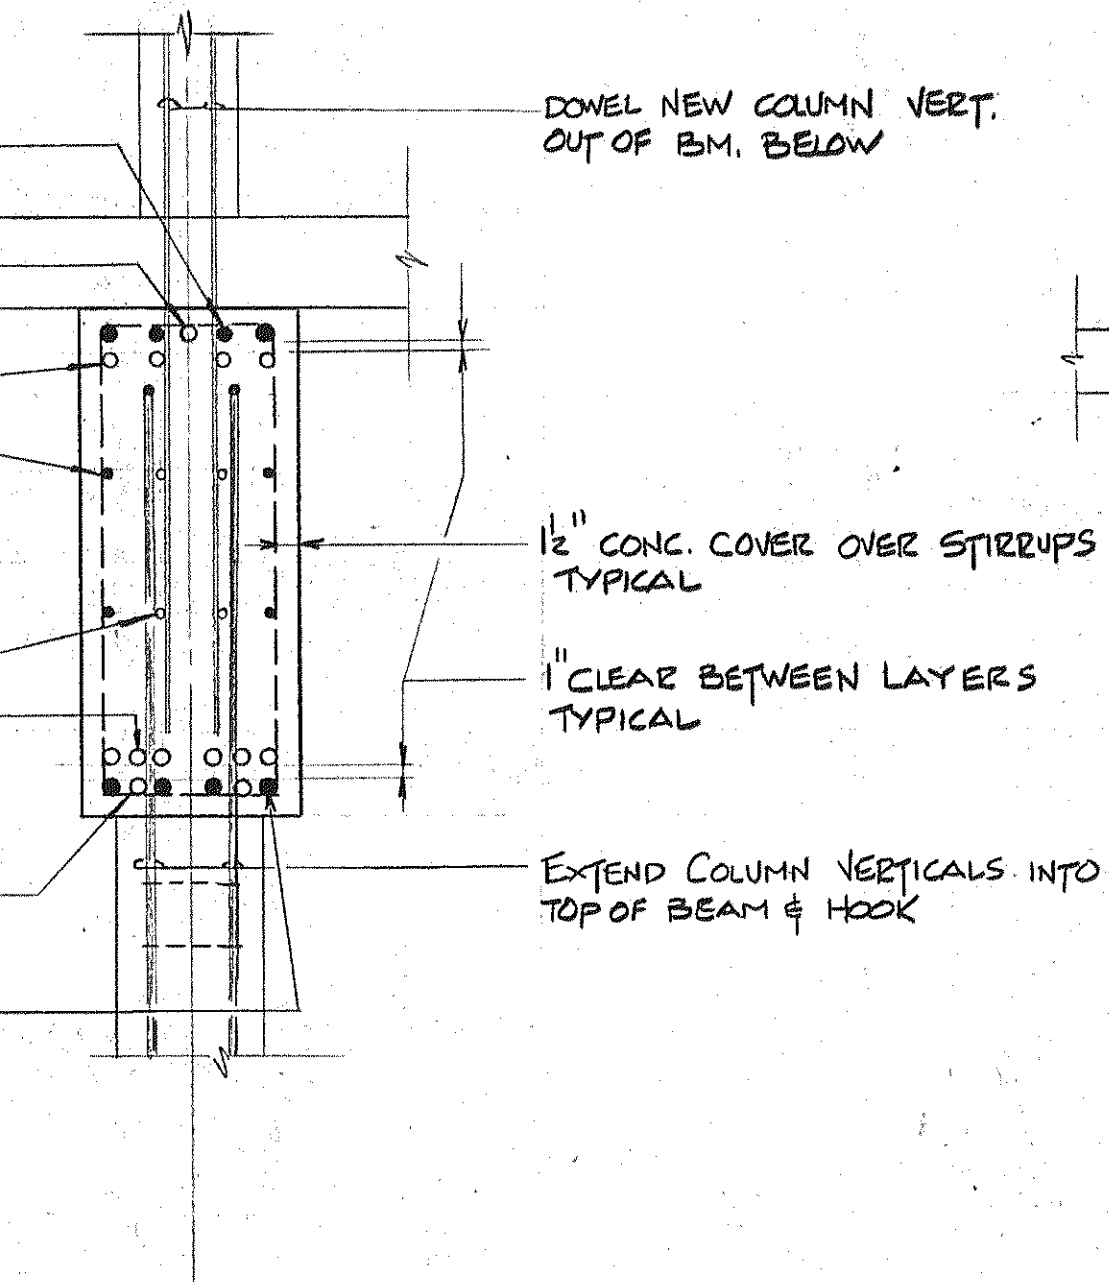 DOWEL NEW COLUMN VERT.
OUT OF BM. BELOW
1½" CONC. COVER OVER STIRRUPS
TYPICAL
1" CLEAR BETWEEN LAYERS
TYPICAL
EXTEND COLUMN VERTICALS INTO
TOP OF BEAM & HOOK